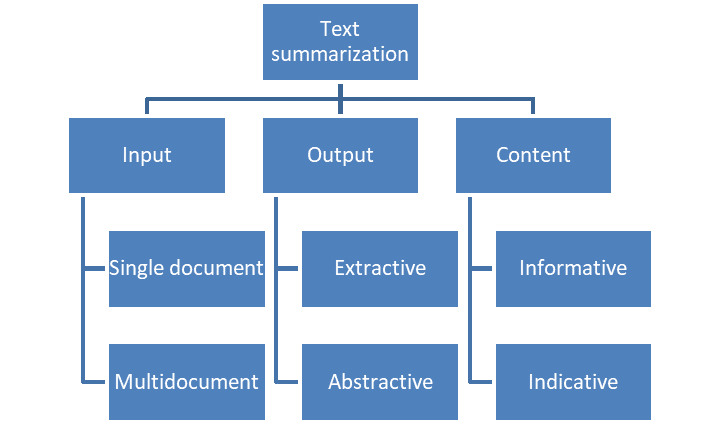 Text
summarization
Input
Output
Content
Single document
Extractive
Informative
Multidocument
Abstractive
Indicative